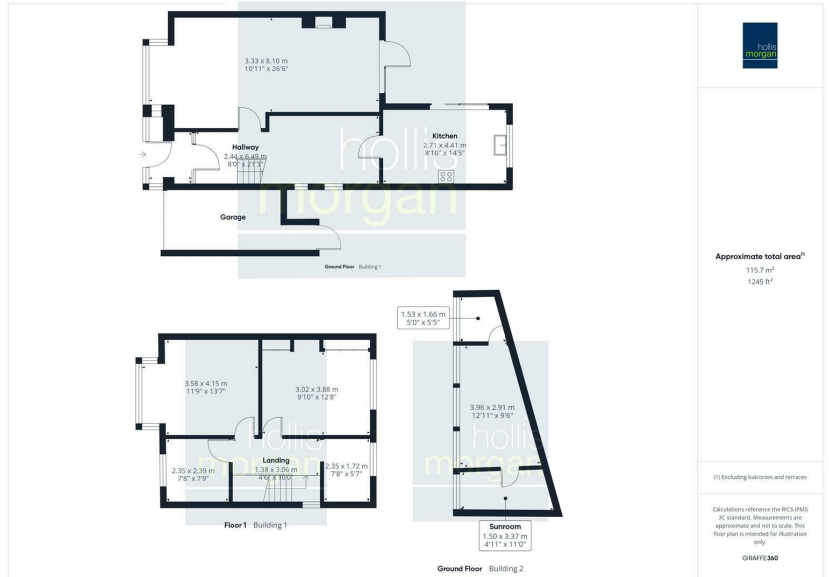 3.33 x 8.10 m
10'11" x 26'6"
Hallway
2.44 x 6.49 m
8'0" x 21'3"
Kitchen
2.71 x 4.41 m
8'10" x 14'5"
hollis
morgan
Garage
Ground Floor Building 1
3.58 x 4.15 m
11'9" x 13'7"
3.02 x 3.88 m
9'10" x 12'8"
hollis
morgan
Landing
1.38 x 3.06 m
4'6" x 10'0"
2.35 x 2.39 m
7'8" x 7'9"
2.35 x 1.72 m
7'8" x 5'7"
Floor 1 Building 1
1.53 x 1.66 m
5'0" x 5'5"
3.96 x 2.91 m
12'11" x 9'6"
hollis
morgan
Sunroom
1.50 x 3.37 m
4'11" x 11'0"
Ground Floor Building 2
hollis
morgan
Approximate total area(1)
115.7 m²
1245 ft²
(1) Excluding balconies and terraces
Calculations reference the RICS IPMS
3C standard. Measurements are
approximate and not to scale. This
floor plan is intended for illustration
only.
GIRAFFE360